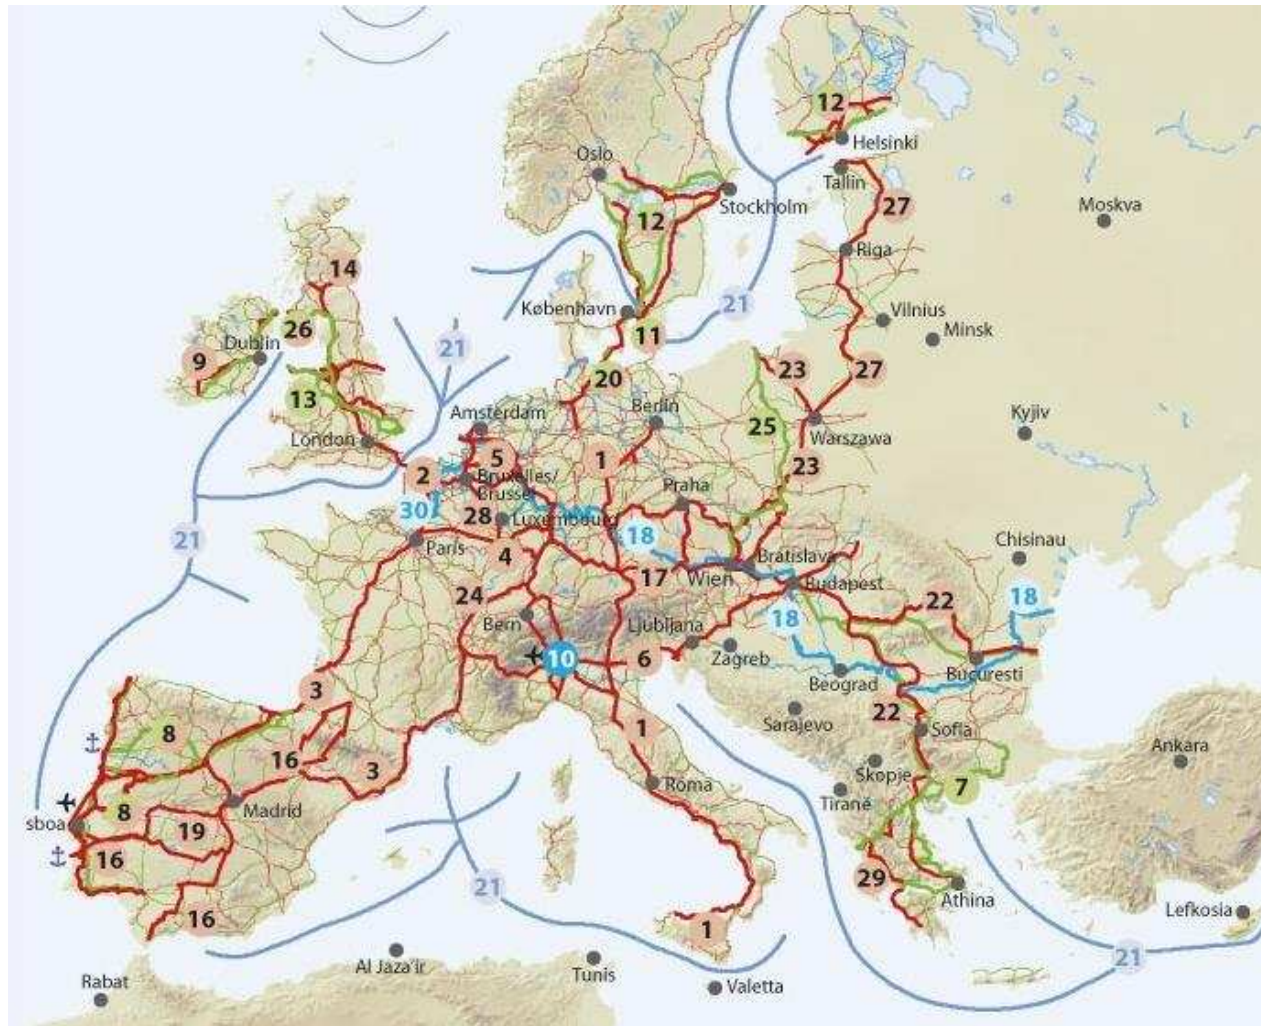 12
Helsinki
Oslo
Tallin
Stockholm
27
Moskva
12
Riga
14
København
21
Vilnius
26
Dublin
11
Minsk
9
21
23
27
20
13
Amsterdam
Berlin
Kyjiv
London
25
Warszawa
5
1
2
Bruxelles/
Brussel
23
Praha
30
28
Luxembourg
18
21
Paris
4
Chisinau
Bratislava
17
Wien
Budapest
24
22
18
Bern
Ljubljana
18
10
6
Zagreb
Beograd
Bucuresti
3
22
8
1
Sarajevo
Sofia
16
3
Skopje
Ankara
Roma
7
Tirané
8
Madrid
sboa
19
16
21
29
Athina
16
1
Lefkosia
21
Al Jaza'ir
Tunis
Rabat
Valetta